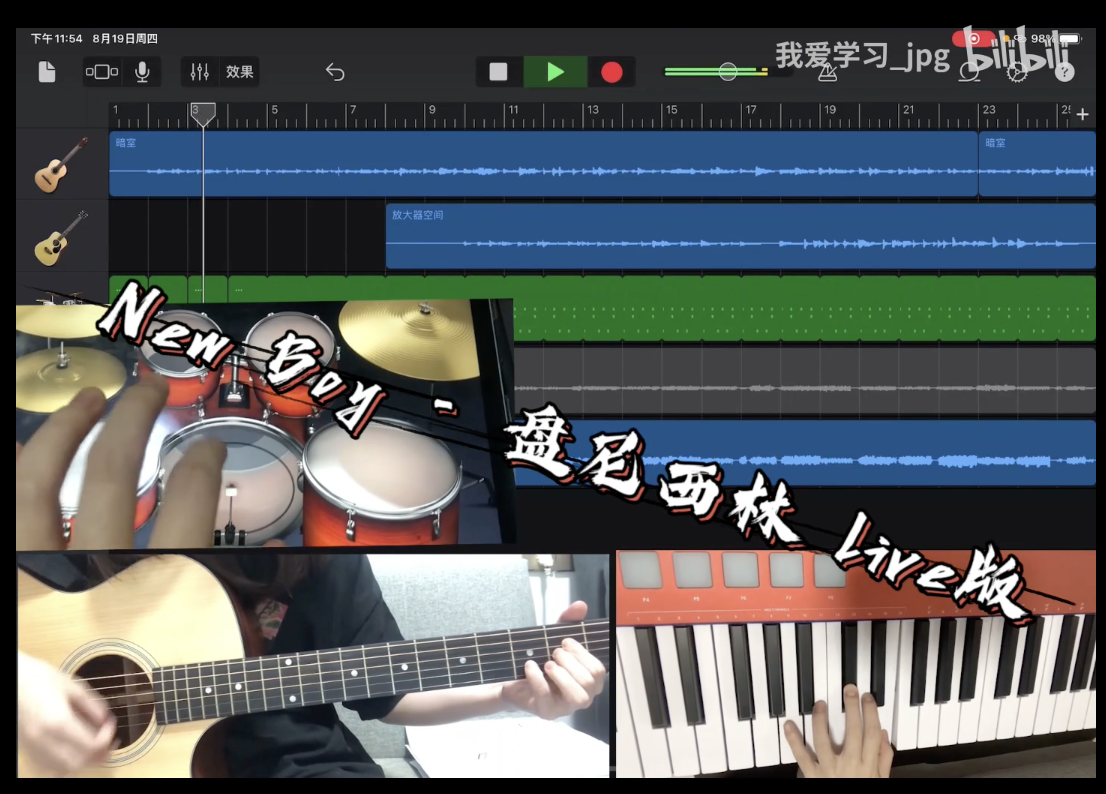 下午11:54 8月19日周四
98%
我爱学习_jpg
bilibili
效果
?
1 3 5 7 9 11 13 15 17 19 21 23 25
+
暗室 暗室
放大器空间
New Boy - 盘尼西林 Live版